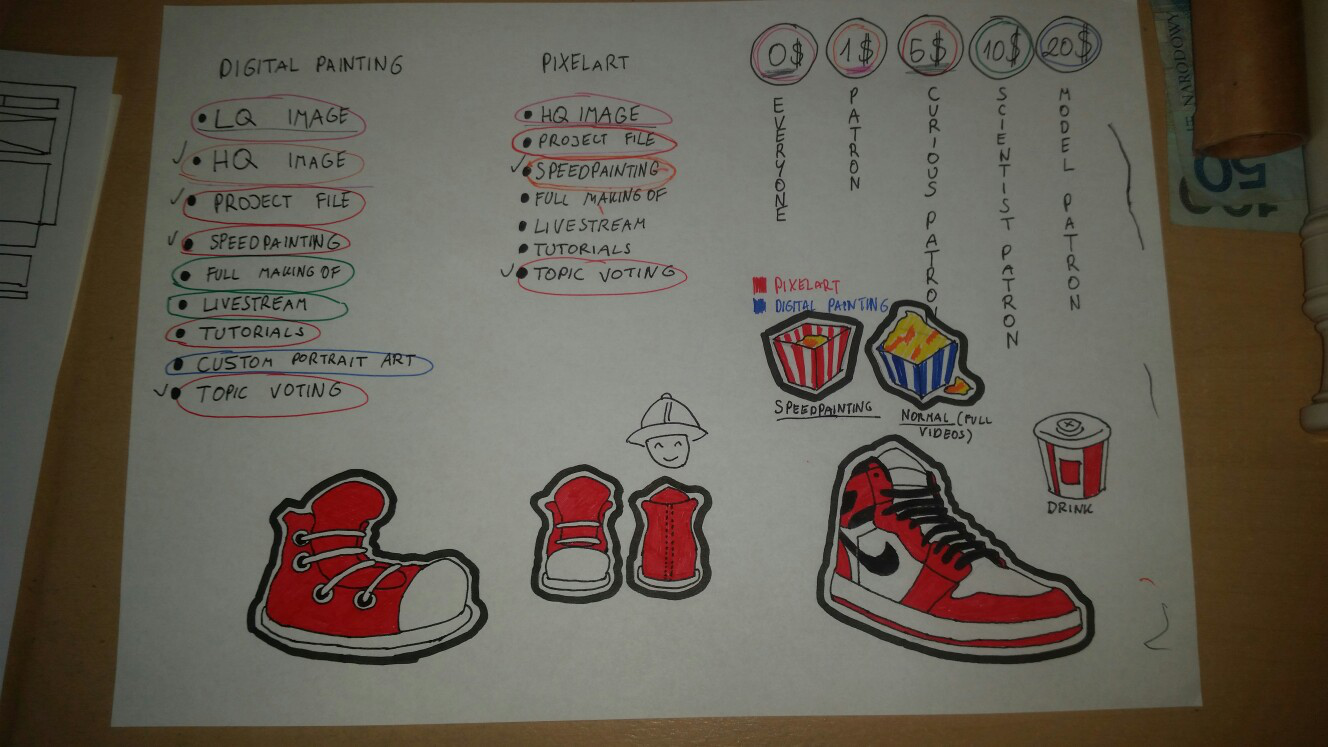 DIGITAL PAINTING
• LQ IMAGE
• HQ IMAGE
• PROJECT FILE
• SPEEDPAINTING
• FULL MAKING OF
• LIVESTREAM
• TUTORIALS
• CUSTOM PORTRAIT ART
• TOPIC VOTING
PIXELART
• HQ IMAGE
• PROJECT FILE
• SPEEDPAINTING
• FULL MAKING OF
• LIVESTREAM
• TUTORIALS
• TOPIC VOTING
0$ 1$ 5$ 10$ 20$
EVERYONE
PATRON
CURIOUS PATRON
SCIENTIST PATRON
MODEL PATRON
PIXELART
DIGITAL PAINTING
SPEEDPAINTING
NORMAL (FULL
VIDEOS)
DRINK
NARODOWY
50